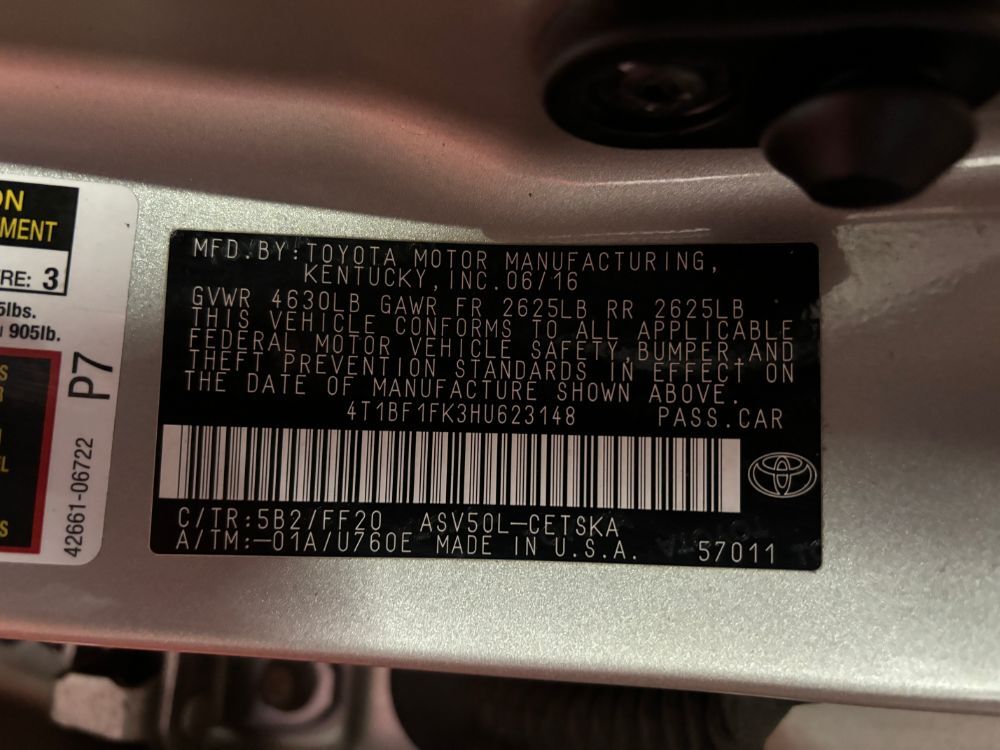 ON
MENT
TRE: 3
5lbs.
905lb.
P7
42661-06722
MFD.BY:TOYOTA MOTOR MANUFACTURING,
KENTUCKY,INC.06/16
GVWR 4630LB GAWR FR 2625LB RR 2625LB
THIS VEHICLE CONFORMS TO ALL APPLICABLE
FEDERAL MOTOR VEHICLE SAFETY,BUMPER,AND
THEFT PREVENTION STANDARDS IN EFFECT ON
THE DATE OF MANUFACTURE SHOWN ABOVE.
4T1BF1FK3HU623148 PASS.CAR
C/TR:5B2/FF20 ASV50L-CETSKA
A/TM:-01A/U760E MADE IN U.S.A. 57011